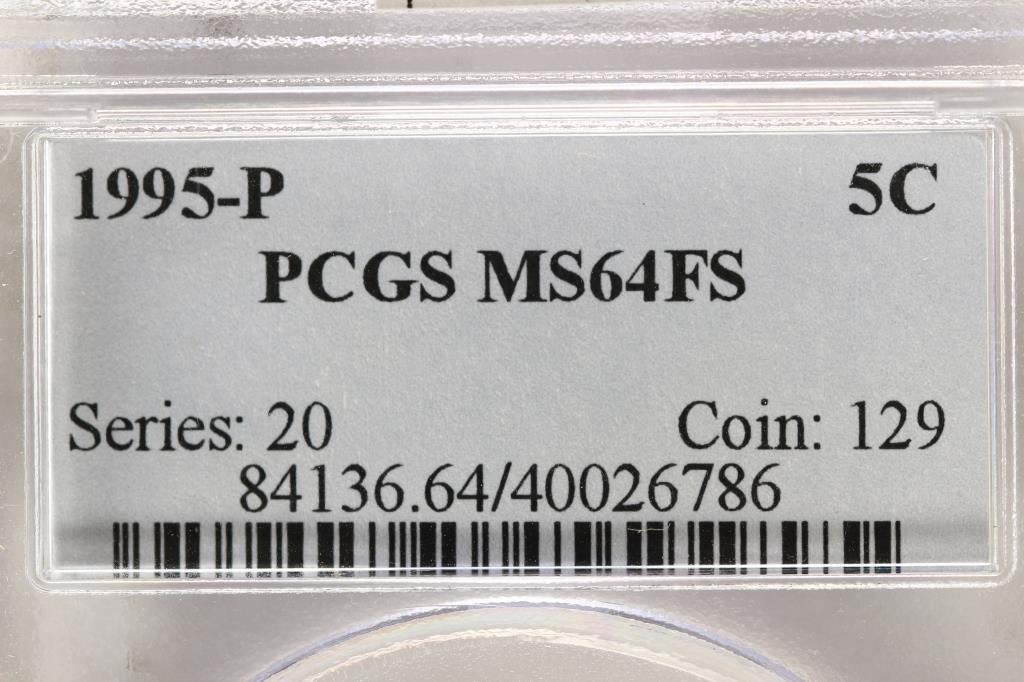 1995-P 5C
PCGS MS64FS
Series: 20 Coin: 129
84136.64/40026786